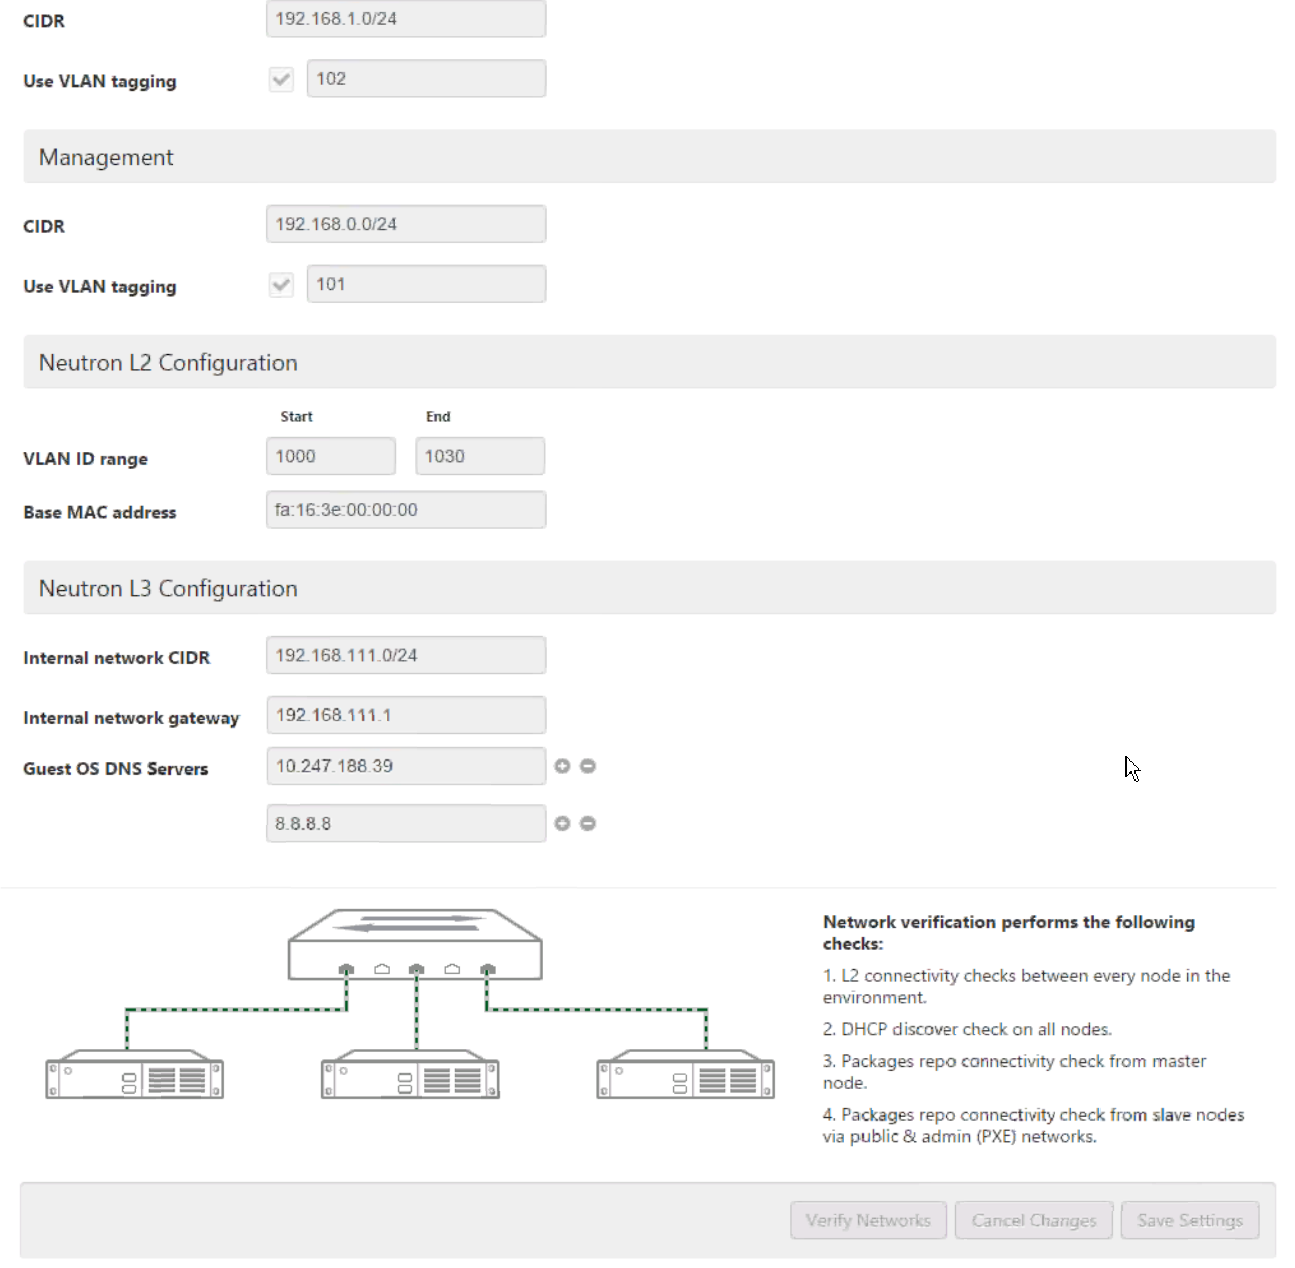 CIDR 192.168.1.0/24
Use VLAN tagging 102
Management
CIDR 192.168.0.0/24
Use VLAN tagging 101
Neutron L2 Configuration
Start End
VLAN ID range 1000 1030
Base MAC address fa:16:3e:00:00:00
Neutron L3 Configuration
Internal network CIDR 192.168.111.0/24
Internal network gateway 192.168.111.1
Guest OS DNS Servers 10.247.188.39
8.8.8.8
Network verification performs the following
checks:
1. L2 connectivity checks between every node in the
environment.
2. DHCP discover check on all nodes.
3. Packages repo connectivity check from master
node.
4. Packages repo connectivity check from slave nodes
via public & admin (PXE) networks.
Verify Networks Cancel Changes Save Settings